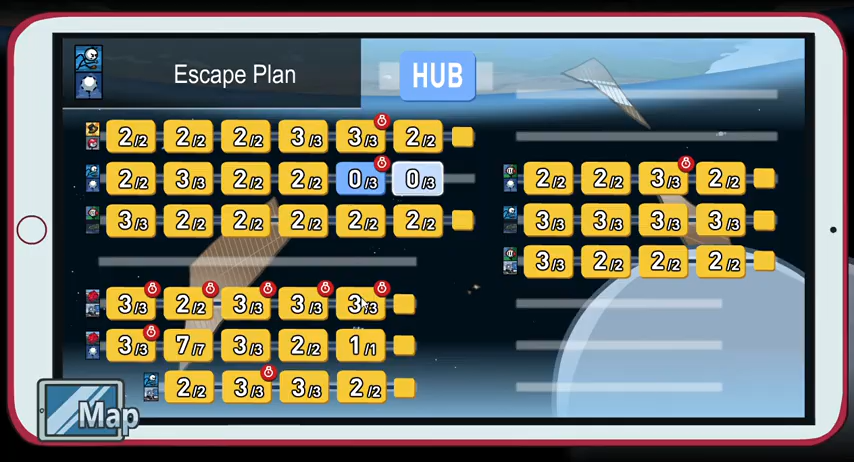 Escape Plan
HUB
2/2 2/2 2/2 3/3 3/3 2/2
2/2 3/3 2/2 2/2 0/3 0/3
3/3 2/2 2/2 2/2 2/2 2/2
3/3 2/2 3/3 3/3 3/3
3/3 7/7 3/3 2/2 1/1
2/2 3/3 3/3 2/2
2/2 2/2 3/3 2/2
3/3 3/3 3/3 3/3
3/3 2/2 2/2 2/2
Map